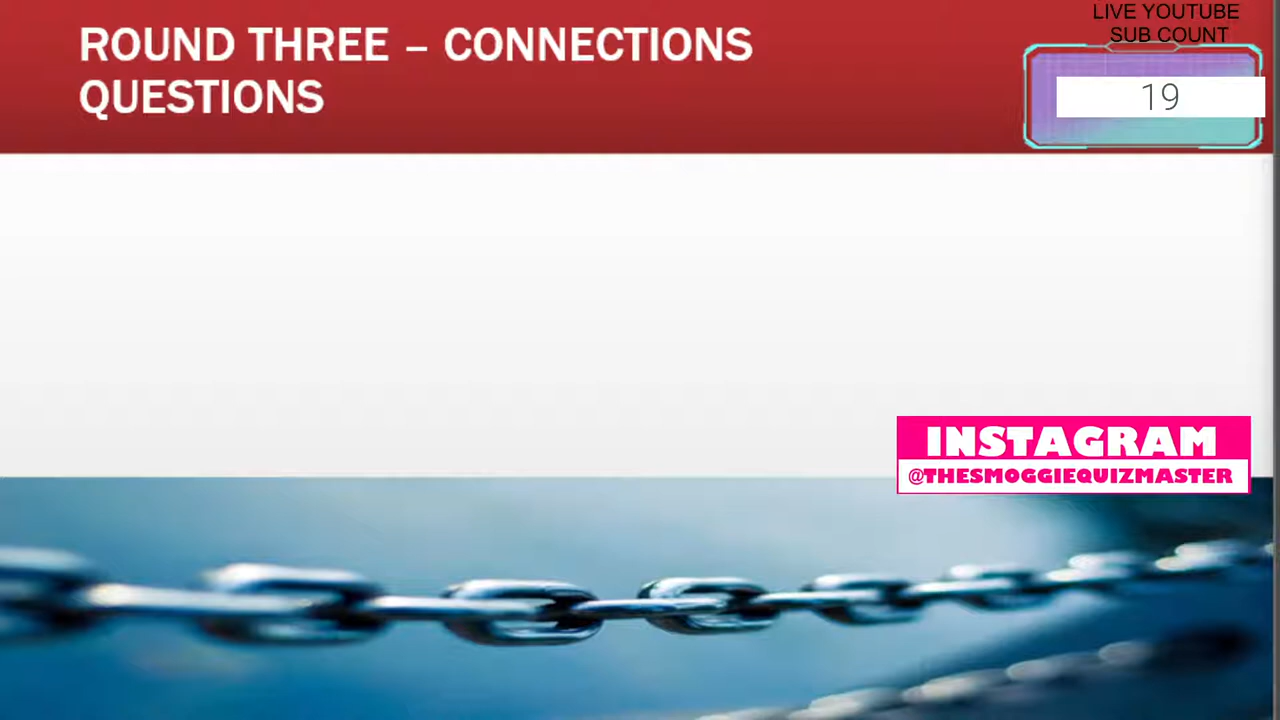 ROUND THREE – CONNECTIONS
QUESTIONS
LIVE YOUTUBE
SUB COUNT
19
INSTAGRAM
@THESMOGGIEQUIZMASTER